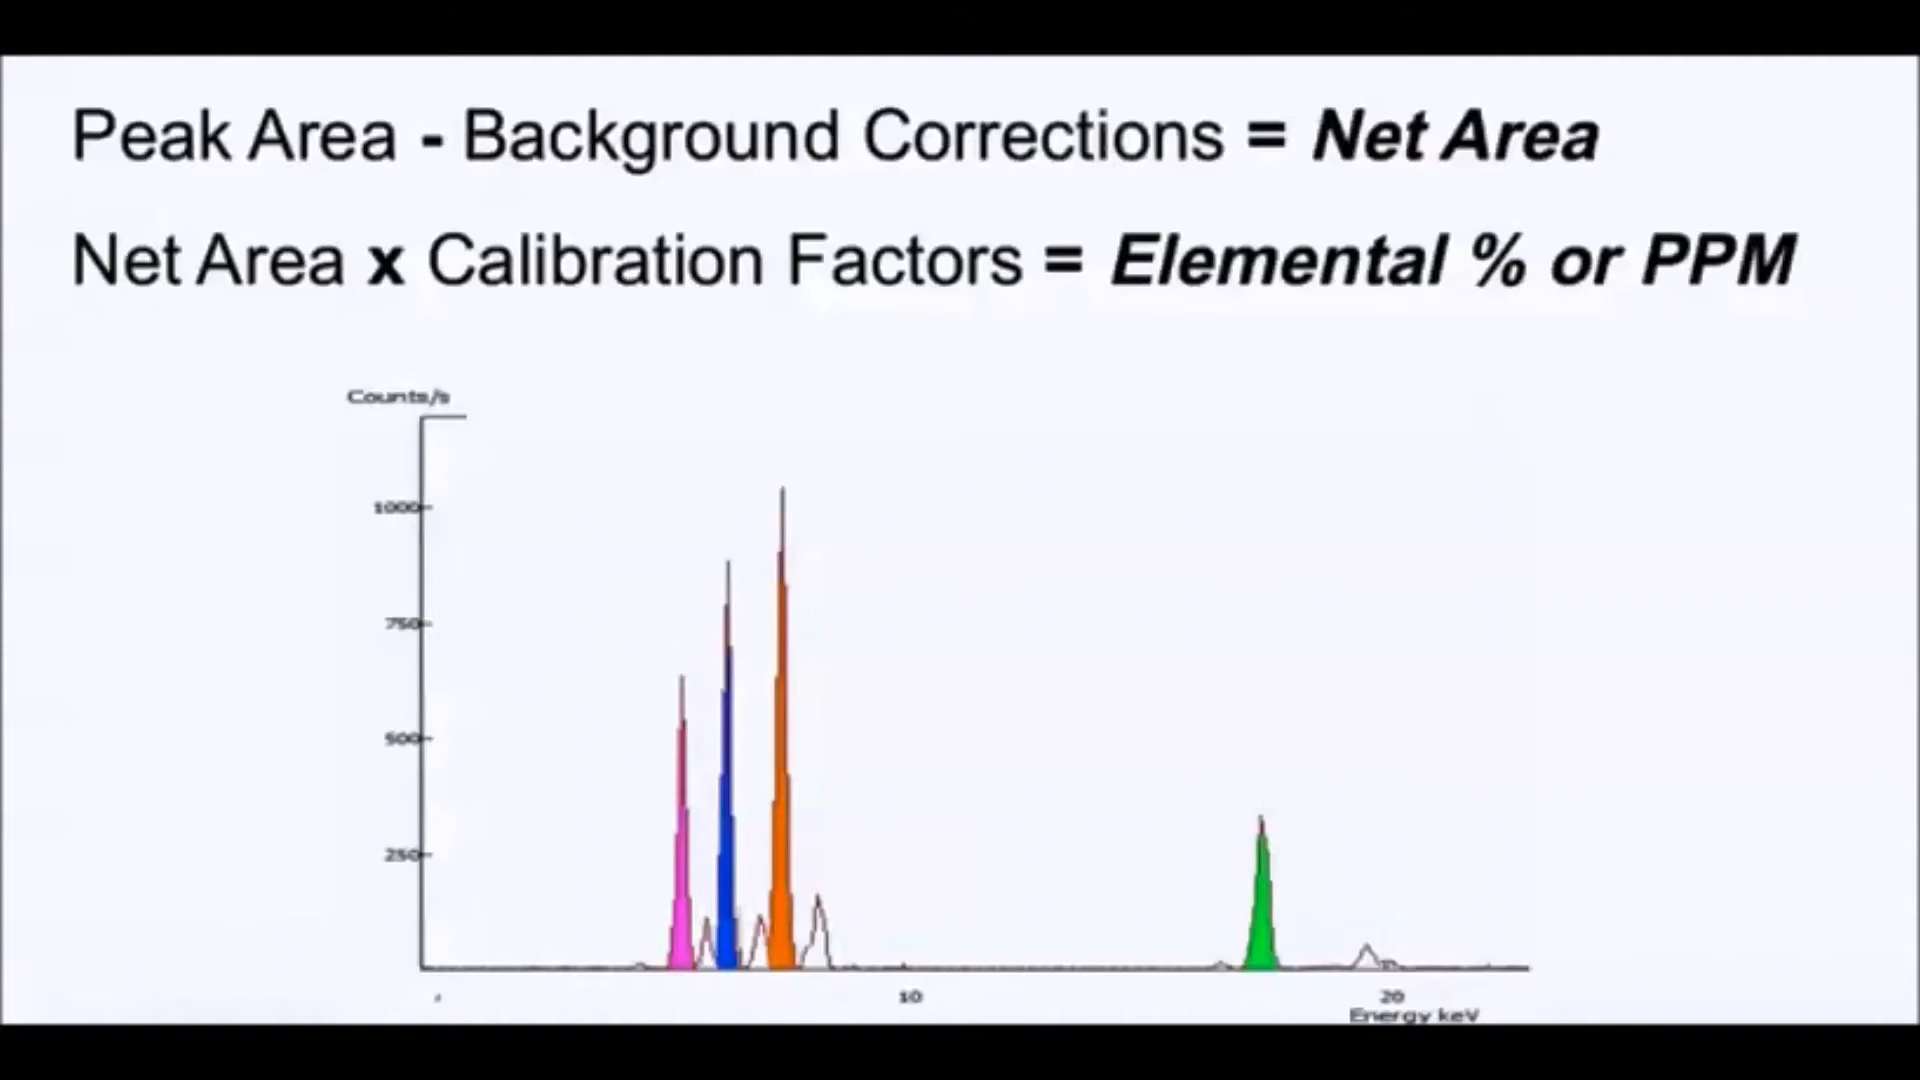 Peak Area - Background Corrections = Net Area
Net Area x Calibration Factors = Elemental % or PPM
Counts/s
1000
750
500
250
10
20
Energy keV